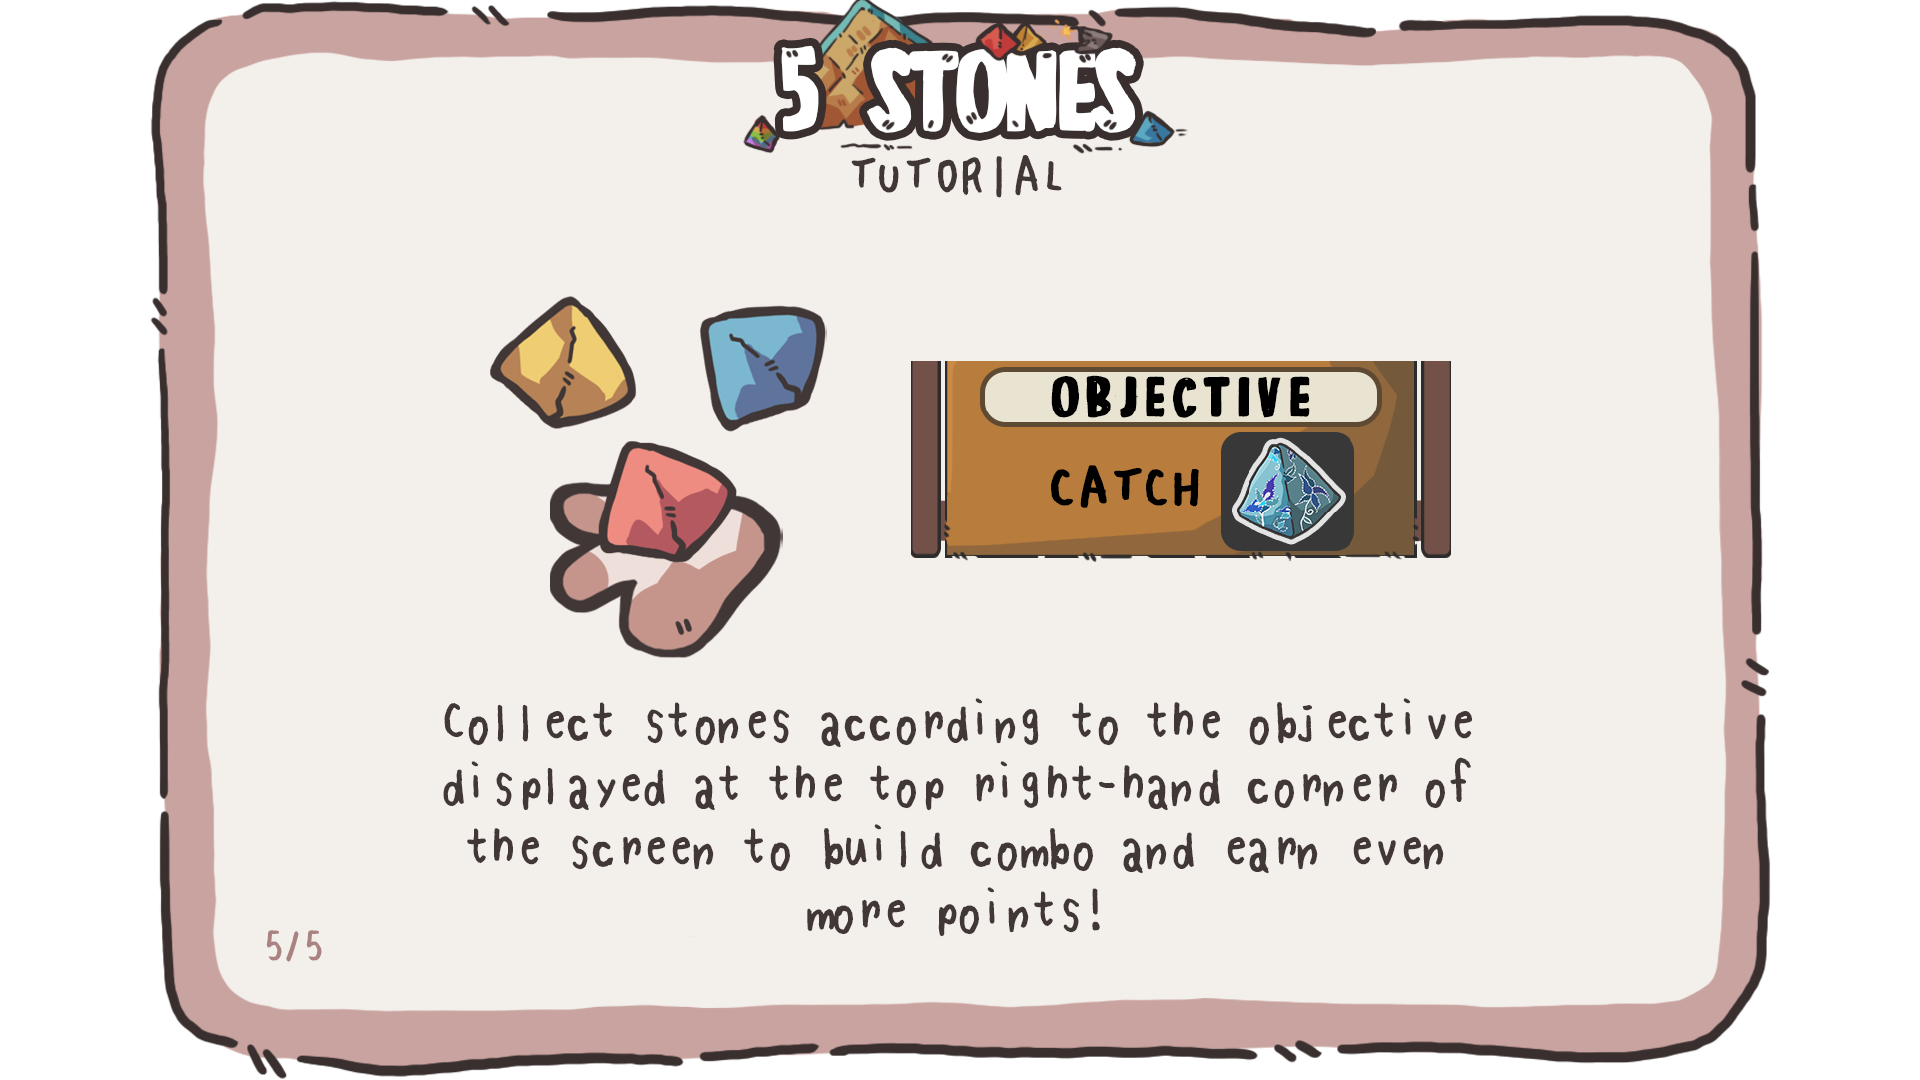 5 STONES
TUTORIAL
OBJECTIVE
CATCH
Collect stones according to the objective
displayed at the top right-hand corner of
the screen to build combo and earn even
more points!
5/5